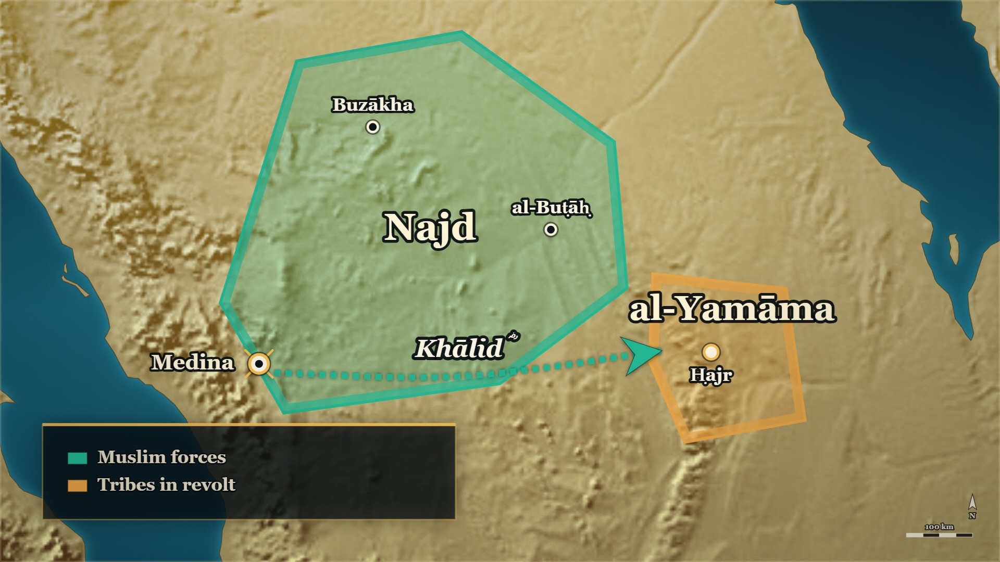 Buzākha
al-Buṭāḥ
Najd
al-Yamāma
Khālid ؓ
Medina
Ḥajr
Muslim forces
Tribes in revolt
N
100 km